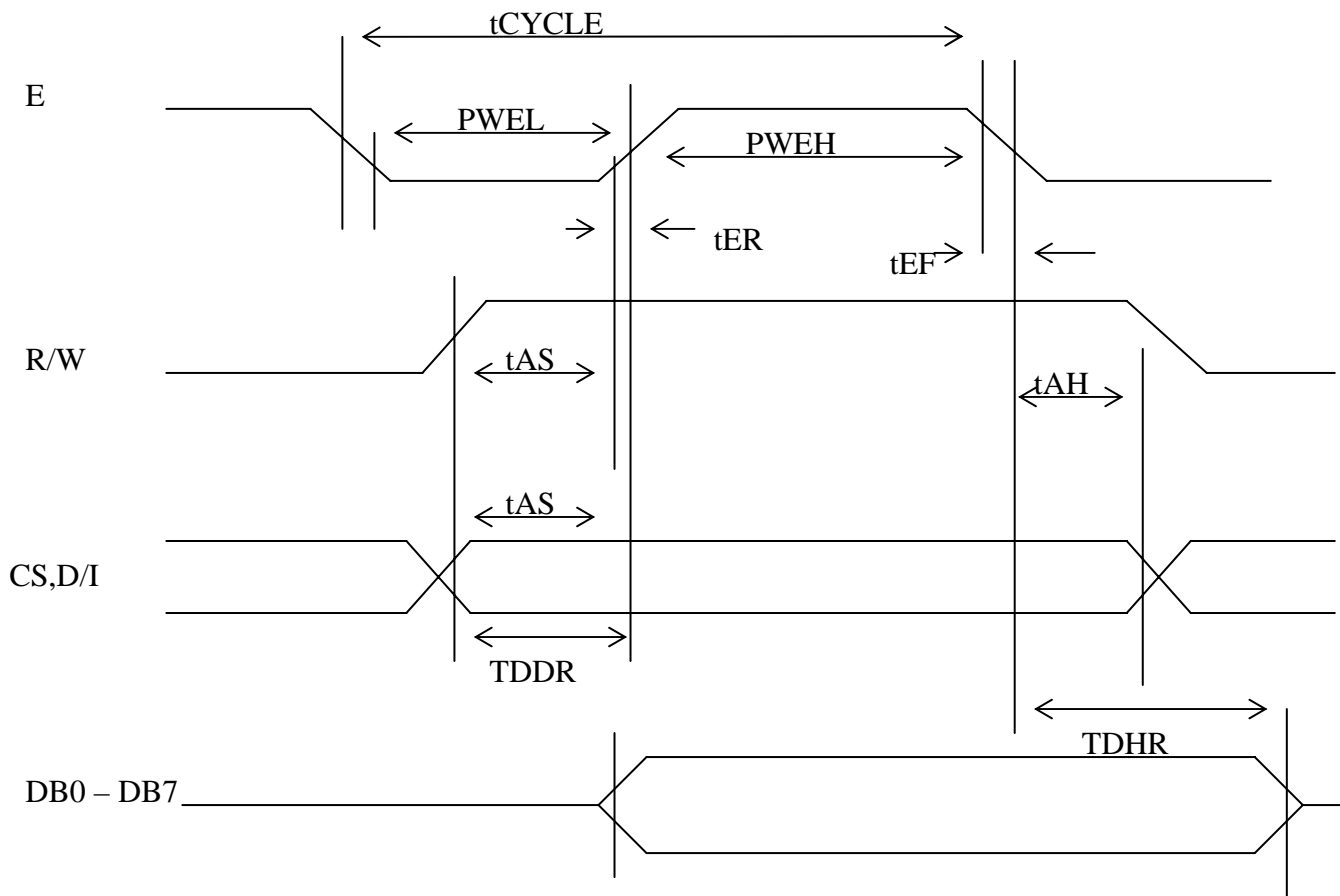 tCYCLE
E
PWEL
PWEH
tER
tEF
R/W
tAS
tAH
tAS
CS,D/I
TDDR
TDHR
DB0 – DB7